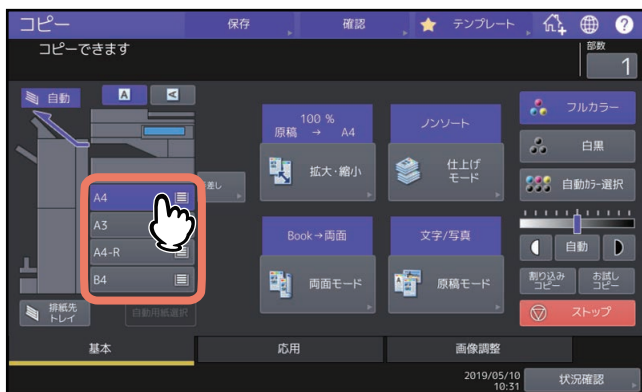 コピー
保存
確認
テンプレート
?
コピーできます
部数
1
自動
A
A
100 %
原稿 → A4
ノンソート
フルカラー
拡大・縮小
仕上げ
モード
白黒
自動ｶﾗｰ選択
A4
A3
A4-R
B4
Book→両面
文字/写真
自動
両面モード
原稿モード
割り込み
コピー
お試し
コピー
排紙先
トレイ
自動用紙選択
ストップ
基本
応用
画像調整
2019/05/10
10:31
状況確認